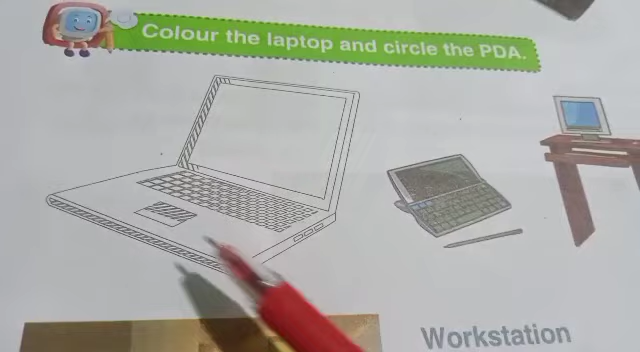 Colour the laptop and circle the PDA.
Workstation